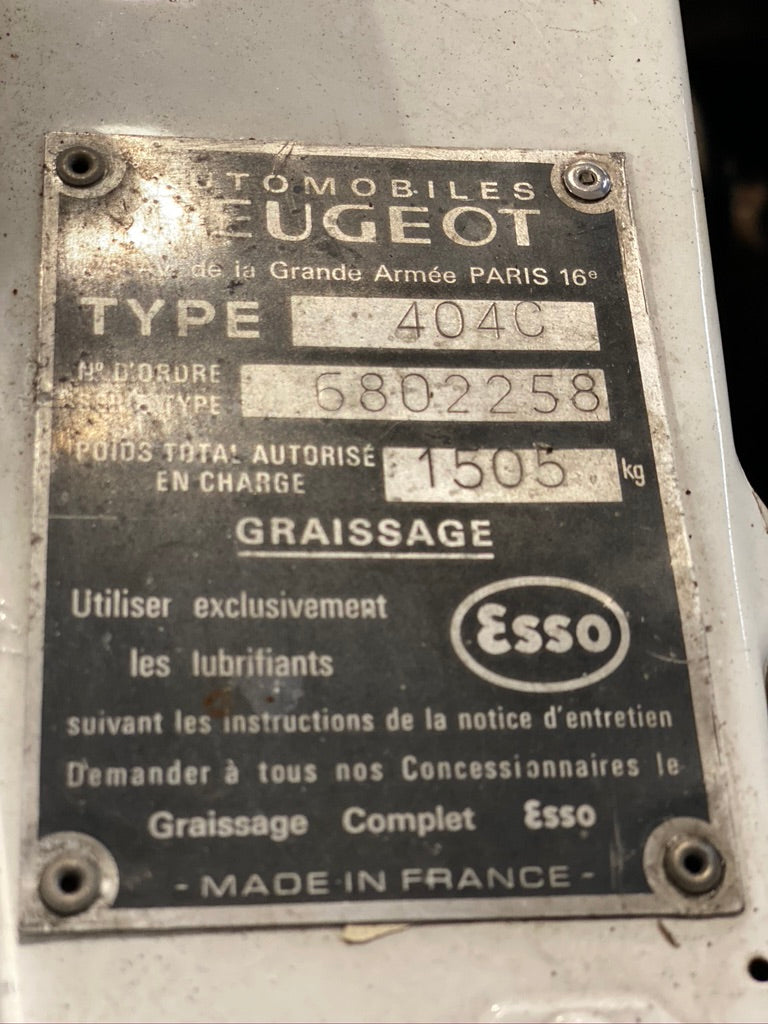 AUTOMOBILES
PEUGEOT
Av. de la Grande Armée PARIS 16e
TYPE 404C
No D'ORDRE
SERIE TYPE 6802258
POIDS TOTAL AUTORISÉ
EN CHARGE 1505 kg
GRAISSAGE
Utiliser exclusivement
les lubrifiants Esso
suivant les instructions de la notice d'entretien
Demander à tous nos Concessionnaires le
Graissage Complet Esso
- MADE IN FRANCE -